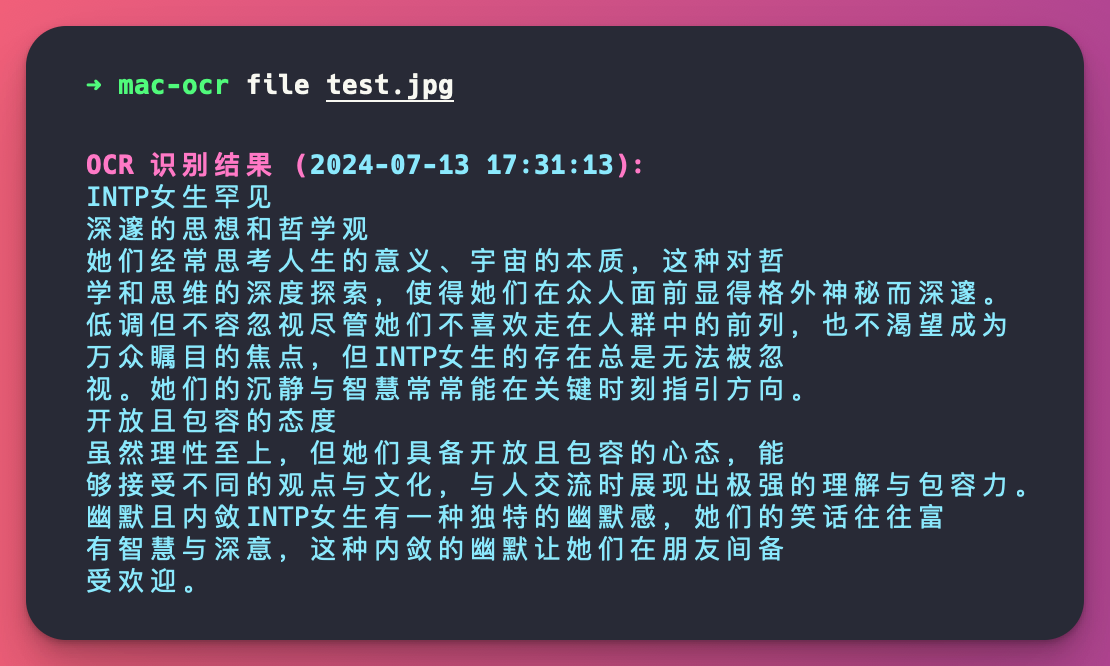 ➜ mac-ocr file test.jpg
OCR 识别结果 (2024-07-13 17:31:13):
INTP女生罕见
深邃的思想和哲学观
她们经常思考人生的意义、宇宙的本质，这种对哲
学和思维的深度探索，使得她们在众人面前显得格外神秘而深邃。
低调但不容忽视尽管她们不喜欢走在人群中的前列，也不渴望成为
万众瞩目的焦点，但INTP女生的存在总是无法被忽
视。她们的沉静与智慧常常能在关键时刻指引方向。
开放且包容的态度
虽然理性至上，但她们具备开放且包容的心态，能
够接受不同的观点与文化，与人交流时展现出极强的理解与包容力。
幽默且内敛INTP女生有一种独特的幽默感，她们的笑话往往富
有智慧与深意，这种内敛的幽默让她们在朋友间备
受欢迎。